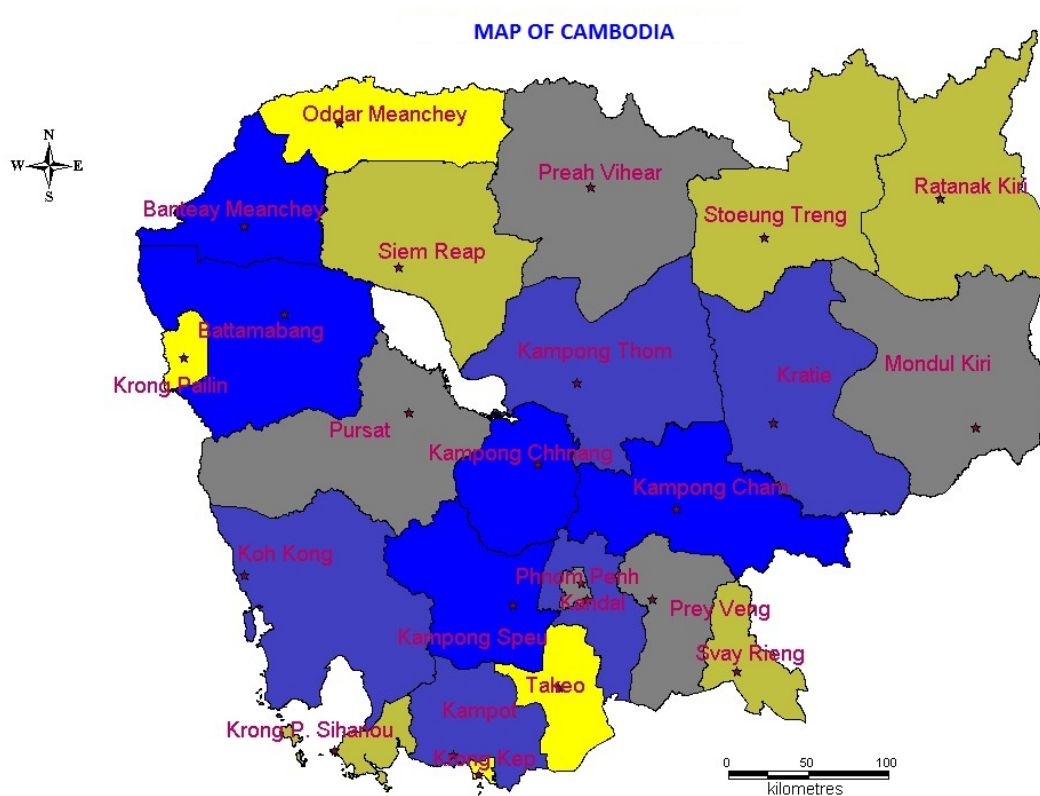 MAP OF CAMBODIA
N
W E
S
Oddar Meanchey
Preah Vihear
Ratanak Kiri
Stoeung Treng
Banteay Meanchey
Siem Reap
Battamabang
Kampong Thom
Krong Pailin
Kratie
Mondul Kiri
Pursat
Kampong Chhnang
Kampong Cham
Koh Kong
Phnom Penh
Kandal
Prey Veng
Kampong Speu
Svay Rieng
Takeo
Kampot
Krong P. Sihanou
Krong Kep
0 50 100
kilometres